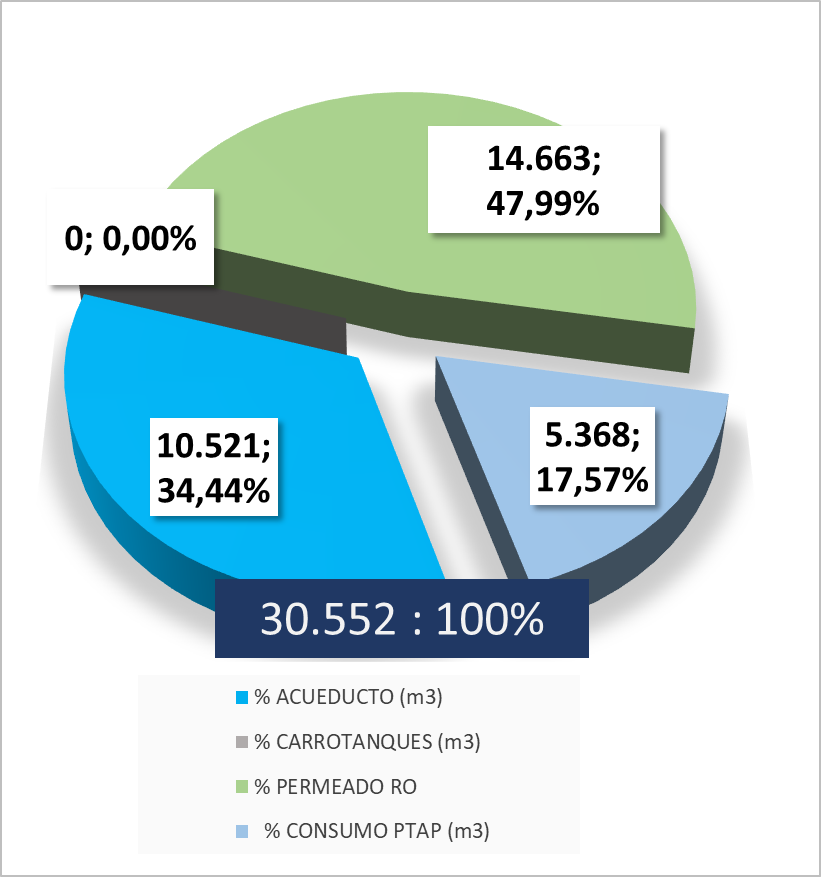 14.663;
47,99%
0; 0,00%
10.521;
34,44%
5.368;
17,57%
30.552 : 100%
% ACUEDUCTO (m3)
% CARROTANQUES (m3)
% PERMEADO RO
% CONSUMO PTAP (m3)